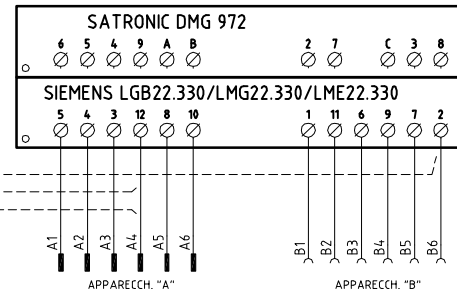 SATRONIC DMG 972
6 5 4 9 A B 2 7 C 3 8
SIEMENS LGB22.330/LMG22.330/LME22.330
5 4 3 12 8 10 1 11 6 9 7 2
A1 A2 A3 A4 A5 A6 B1 B2 B3 B4 B5 B6
APPARECCH. "A" APPARECCH. "B"